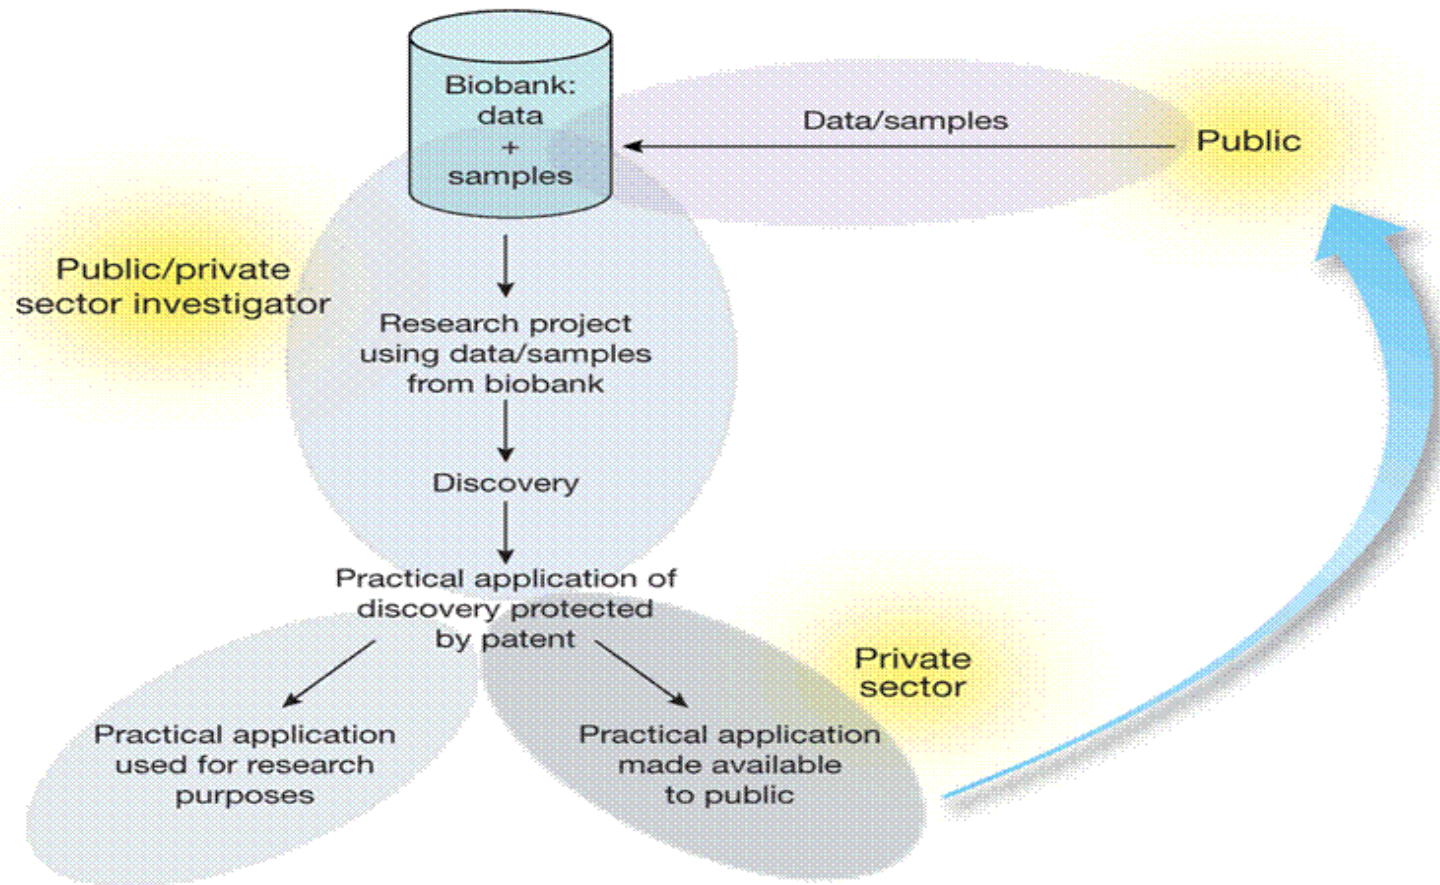 Biobank:
data
+
samples
Data/samples
Public
Public/private
sector investigator
Research project
using data/samples
from biobank
Discovery
Practical application of
discovery protected
by patent
Private
sector
Practical application
used for research
purposes
Practical application
made available
to public